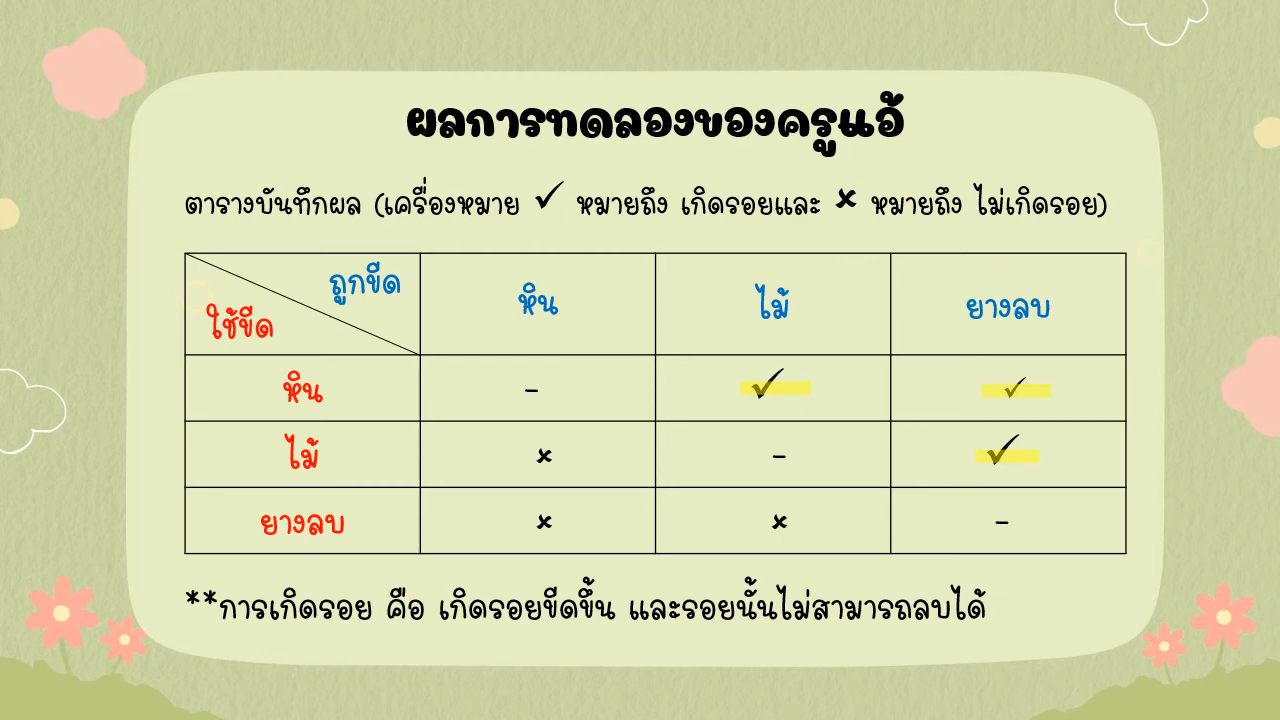 ผลการทดลองของครูแอ้
ตารางบันทึกผล (เครื่องหมาย ✓ หมายถึง เกิดรอยและ ✗ หมายถึง ไม่เกิดรอย)
ถูกขีด
ใช้ขีด
หิน ไม้ ยางลบ
หิน - ✓ ✓
ไม้ ✗ - ✓
ยางลบ ✗ ✗ -
**การเกิดรอย คือ เกิดรอยขีดขึ้น และรอยนั้นไม่สามารถลบได้